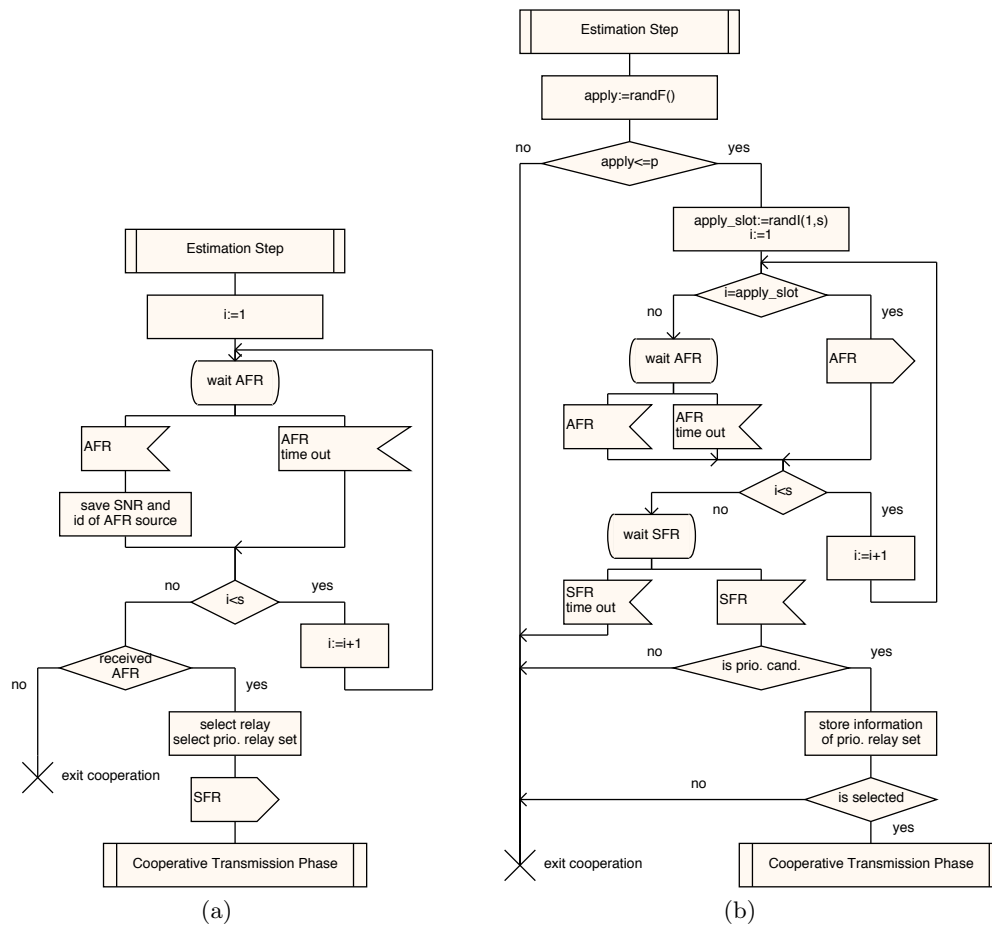 Estimation Step
i:=1
wait AFR
AFR
AFR
time out
save SNR and
id of AFR source
no
i<s
yes
i:=i+1
received
AFR
no
yes
select relay
select prio. relay set
exit cooperation
SFR
Cooperative Transmission Phase
(a)
Estimation Step
apply:=randF()
no
apply<=p
yes
apply_slot:=randI(1,s)
i:=1
i=apply_slot
no
yes
wait AFR
AFR
AFR
AFR
time out
i<s
no
yes
wait SFR
i:=i+1
SFR
time out
SFR
no
is prio. cand.
yes
store information
of prio. relay set
no
is selected
yes
exit cooperation
Cooperative Transmission Phase
(b)